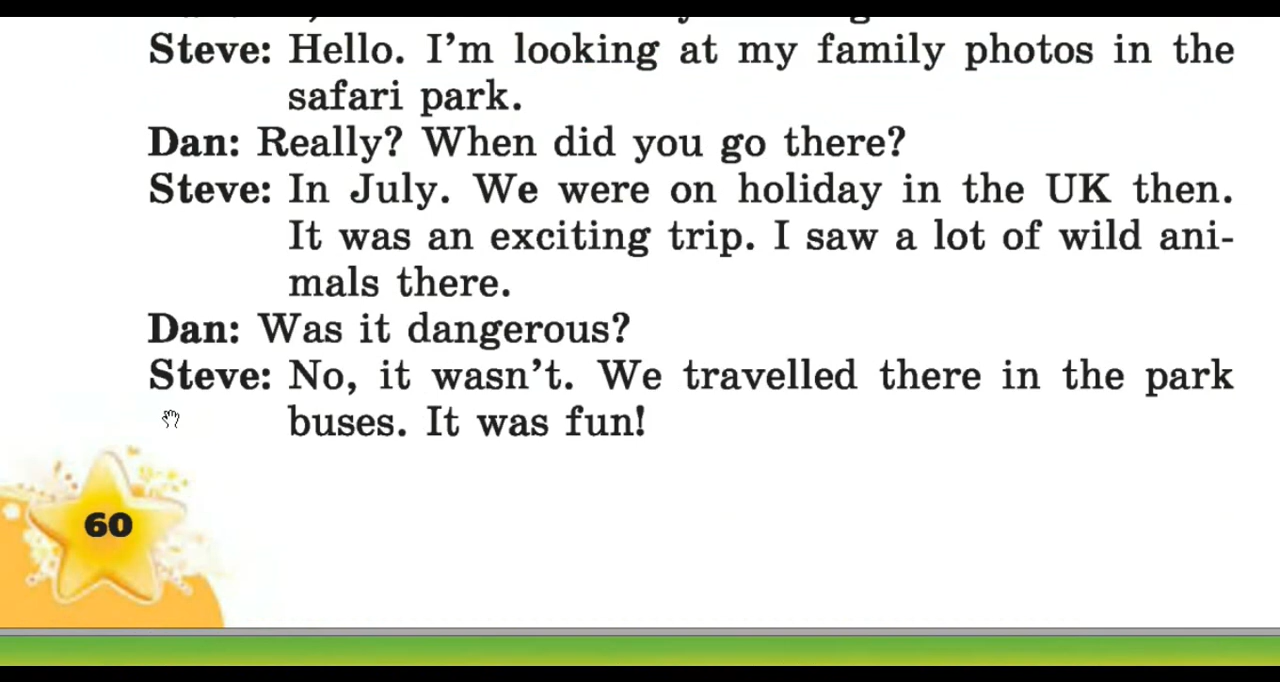 Steve: Hello. I'm looking at my family photos in the
safari park.
Dan: Really? When did you go there?
Steve: In July. We were on holiday in the UK then.
It was an exciting trip. I saw a lot of wild ani-
mals there.
Dan: Was it dangerous?
Steve: No, it wasn't. We travelled there in the park
buses. It was fun!
60